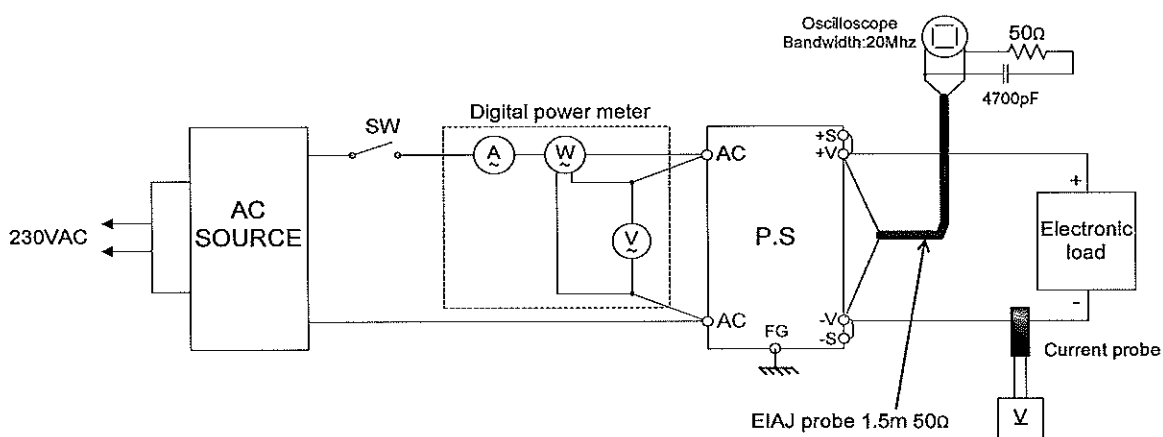 Oscilloscope
Bandwidth:20Mhz
50Ω
4700pF
Digital power meter
SW
A
~
W
~
AC
+S
+V
+
230VAC
AC
SOURCE
V
~
P.S
Electronic
load
AC
FG
-V
-S
-
Current probe
EIAJ probe 1.5m 50Ω
V